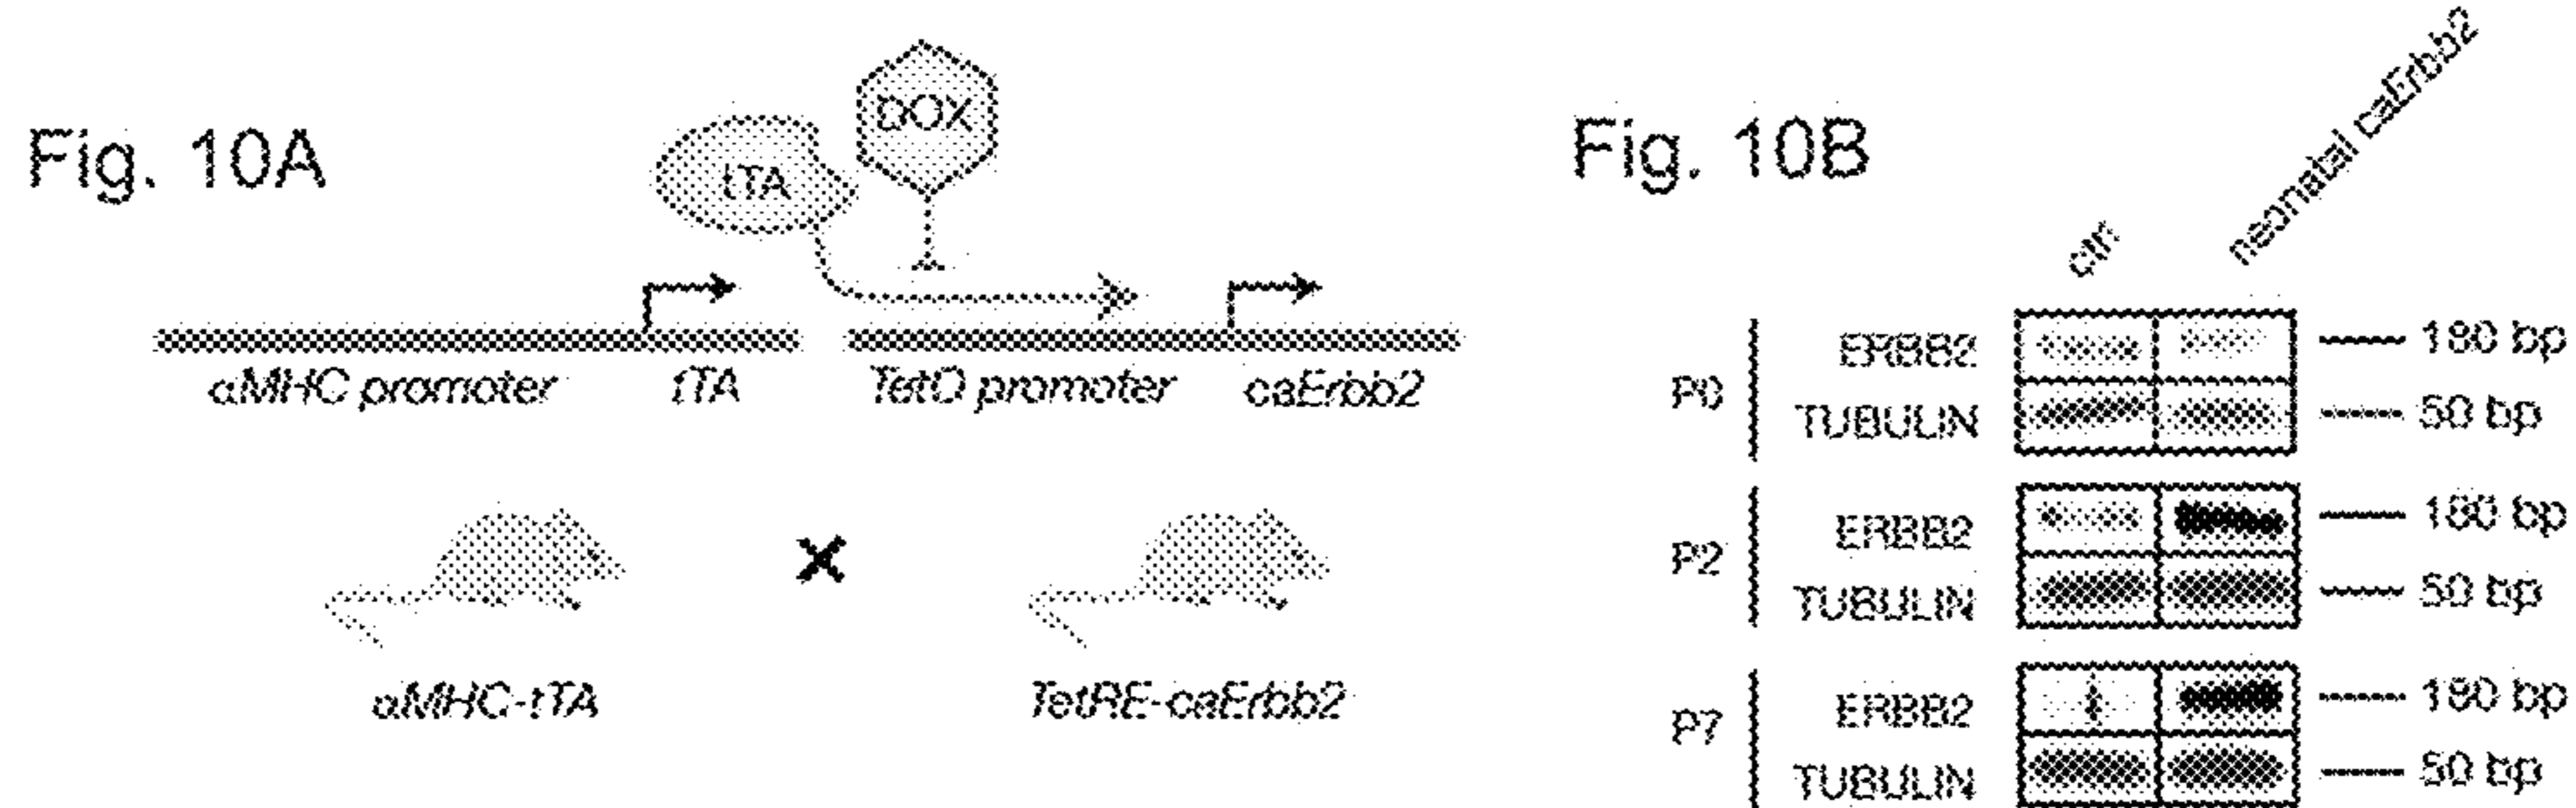 Fig. 10A
DOX
tTA
αMHC promoter tTA TetO promoter caErbb2
×
αMHC-tTA TetRE-caErbb2
Fig. 10B
ctrl neonatal caErbb2
P0
ERBB2 180 bp
TUBULIN 50 bp
P2
ERBB2 180 bp
TUBULIN 50 bp
P7
ERBB2 180 bp
TUBULIN 50 bp